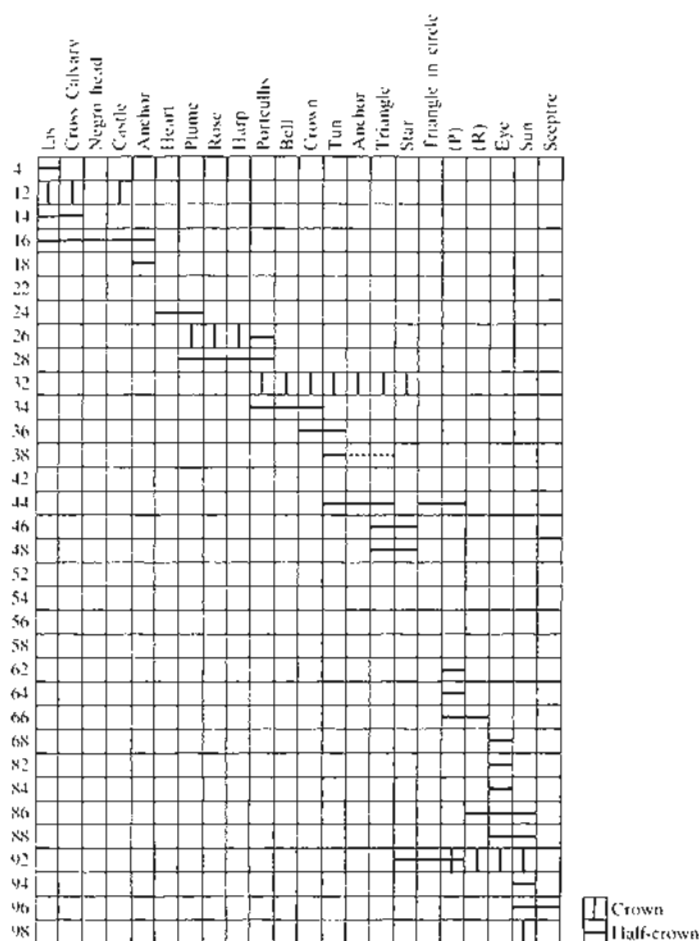 Lis
Cross Calvary
Negro head
Castle
Anchor
Heart
Plume
Rose
Harp
Portcullis
Bell
Crown
Tun
Anchor
Triangle
Star
Triangle in circle
(P)
(R)
Eye
Sun
Sceptre
4
12
14
16
18
22
24
26
28
32
34
36
38
42
44
46
48
52
54
56
58
62
64
66
68
82
84
86
88
92
94
96
98
Crown
Half-crown